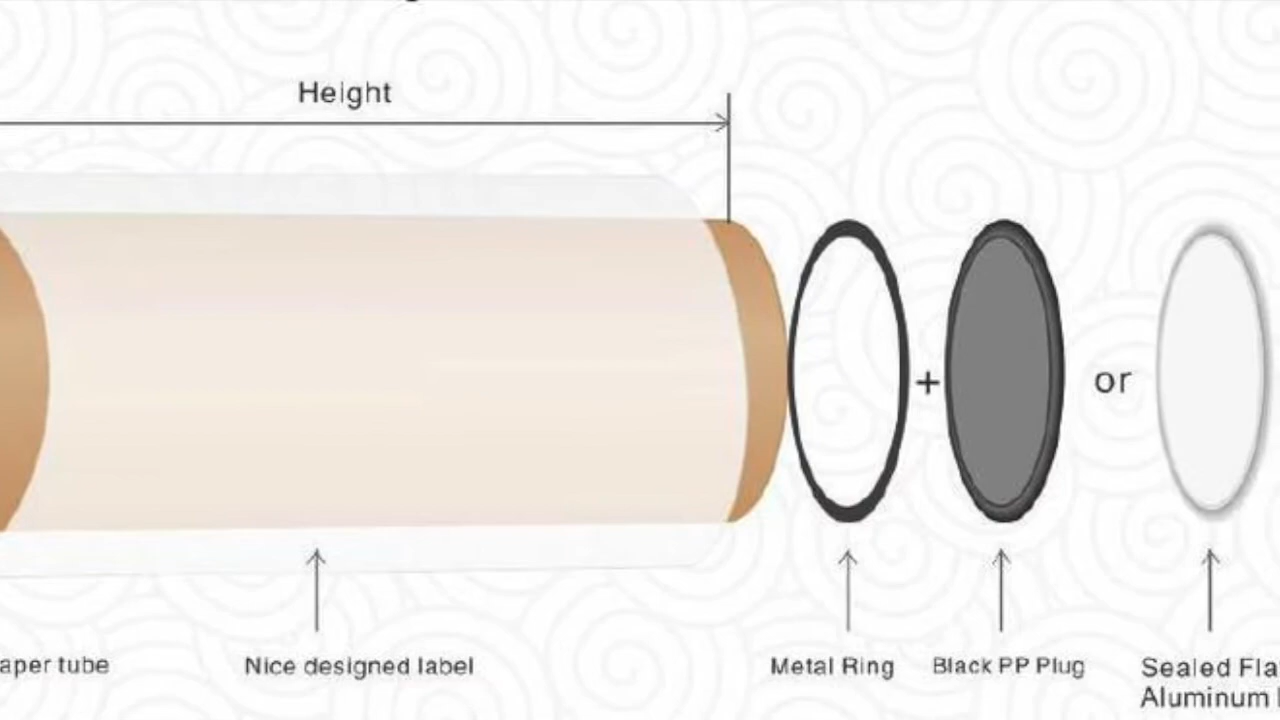 Height
+
or
aper tube
Nice designed label
Metal Ring
Black PP Plug
Sealed Fla
Aluminum